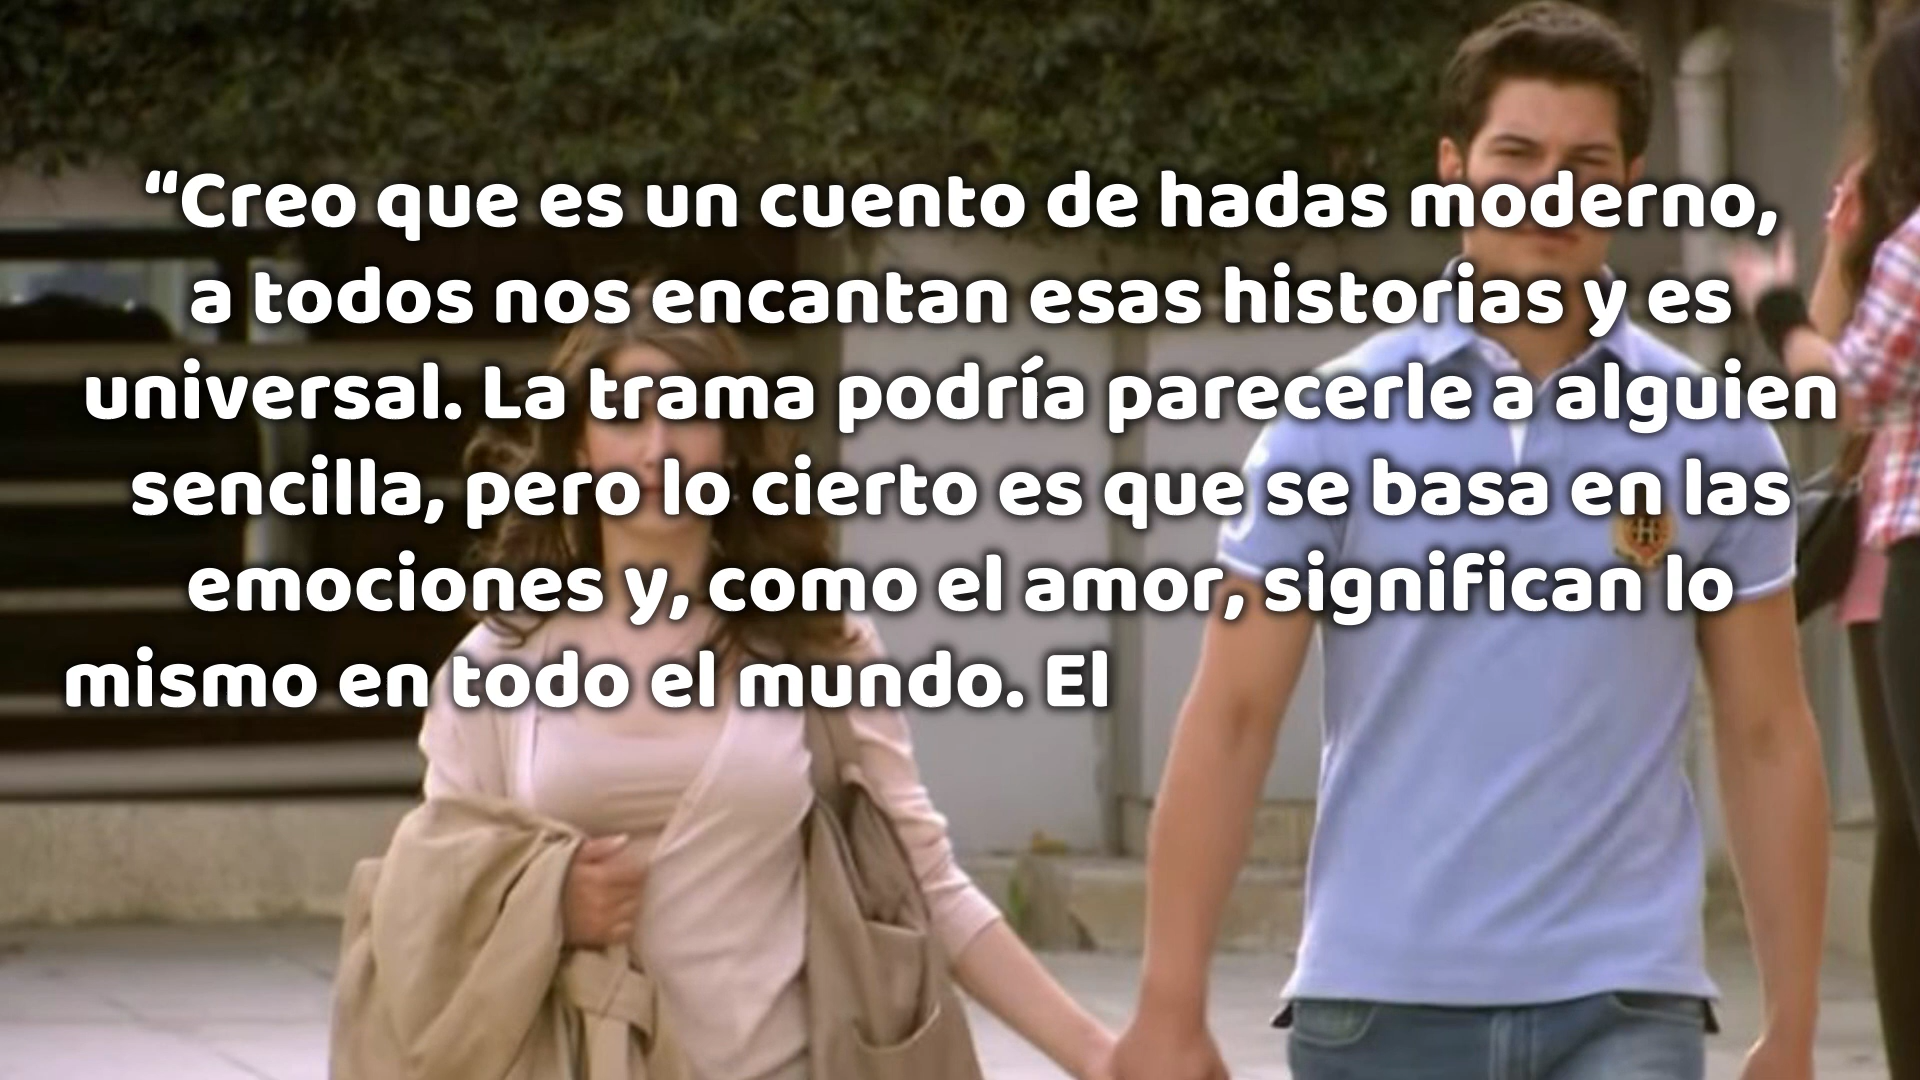 “Creo que es un cuento de hadas moderno,
a todos nos encantan esas historias y es
universal. La trama podría parecerle a alguien
sencilla, pero lo cierto es que se basa en las
emociones y, como el amor, significan lo
mismo en todo el mundo. El